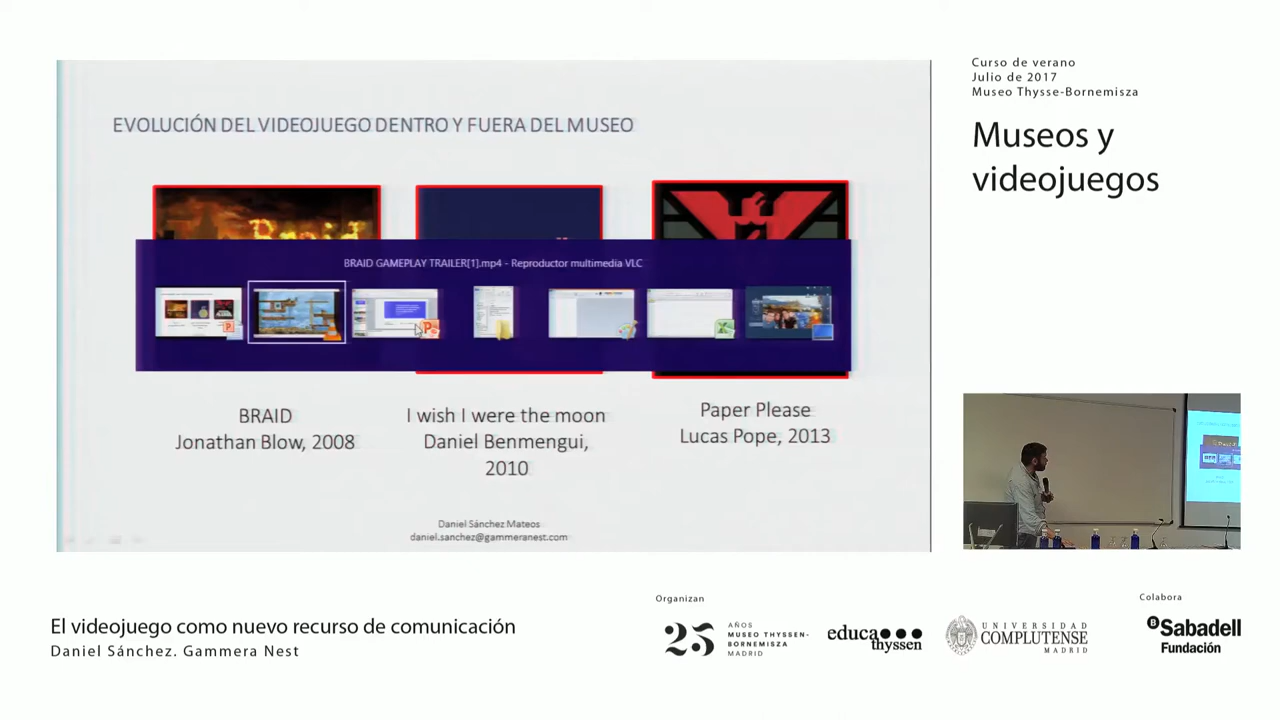 Curso de verano
Julio de 2017
Museo Thysse-Bornemisza
Museos y
videojuegos
EVOLUCIÓN DEL VIDEOJUEGO DENTRO Y FUERA DEL MUSEO
Braid
BRAID GAMEPLAY TRAILER[1].mp4 - Reproductor multimedia VLC
BRAID
Jonathan Blow, 2008
I wish I were the moon
Daniel Benmengui,
2010
Paper Please
Lucas Pope, 2013
Daniel Sánchez Mateos
daniel.sanchez@gammeranest.com
El videojuego como nuevo recurso de comunicación
Daniel Sánchez. Gammera Nest
Organizan
25 AÑOS
MUSEO THYSSEN-
BORNEMISZA
MADRID
educa
thyssen
UNIVERSIDAD
COMPLUTENSE
MADRID
Colabora
B Sabadell
Fundación